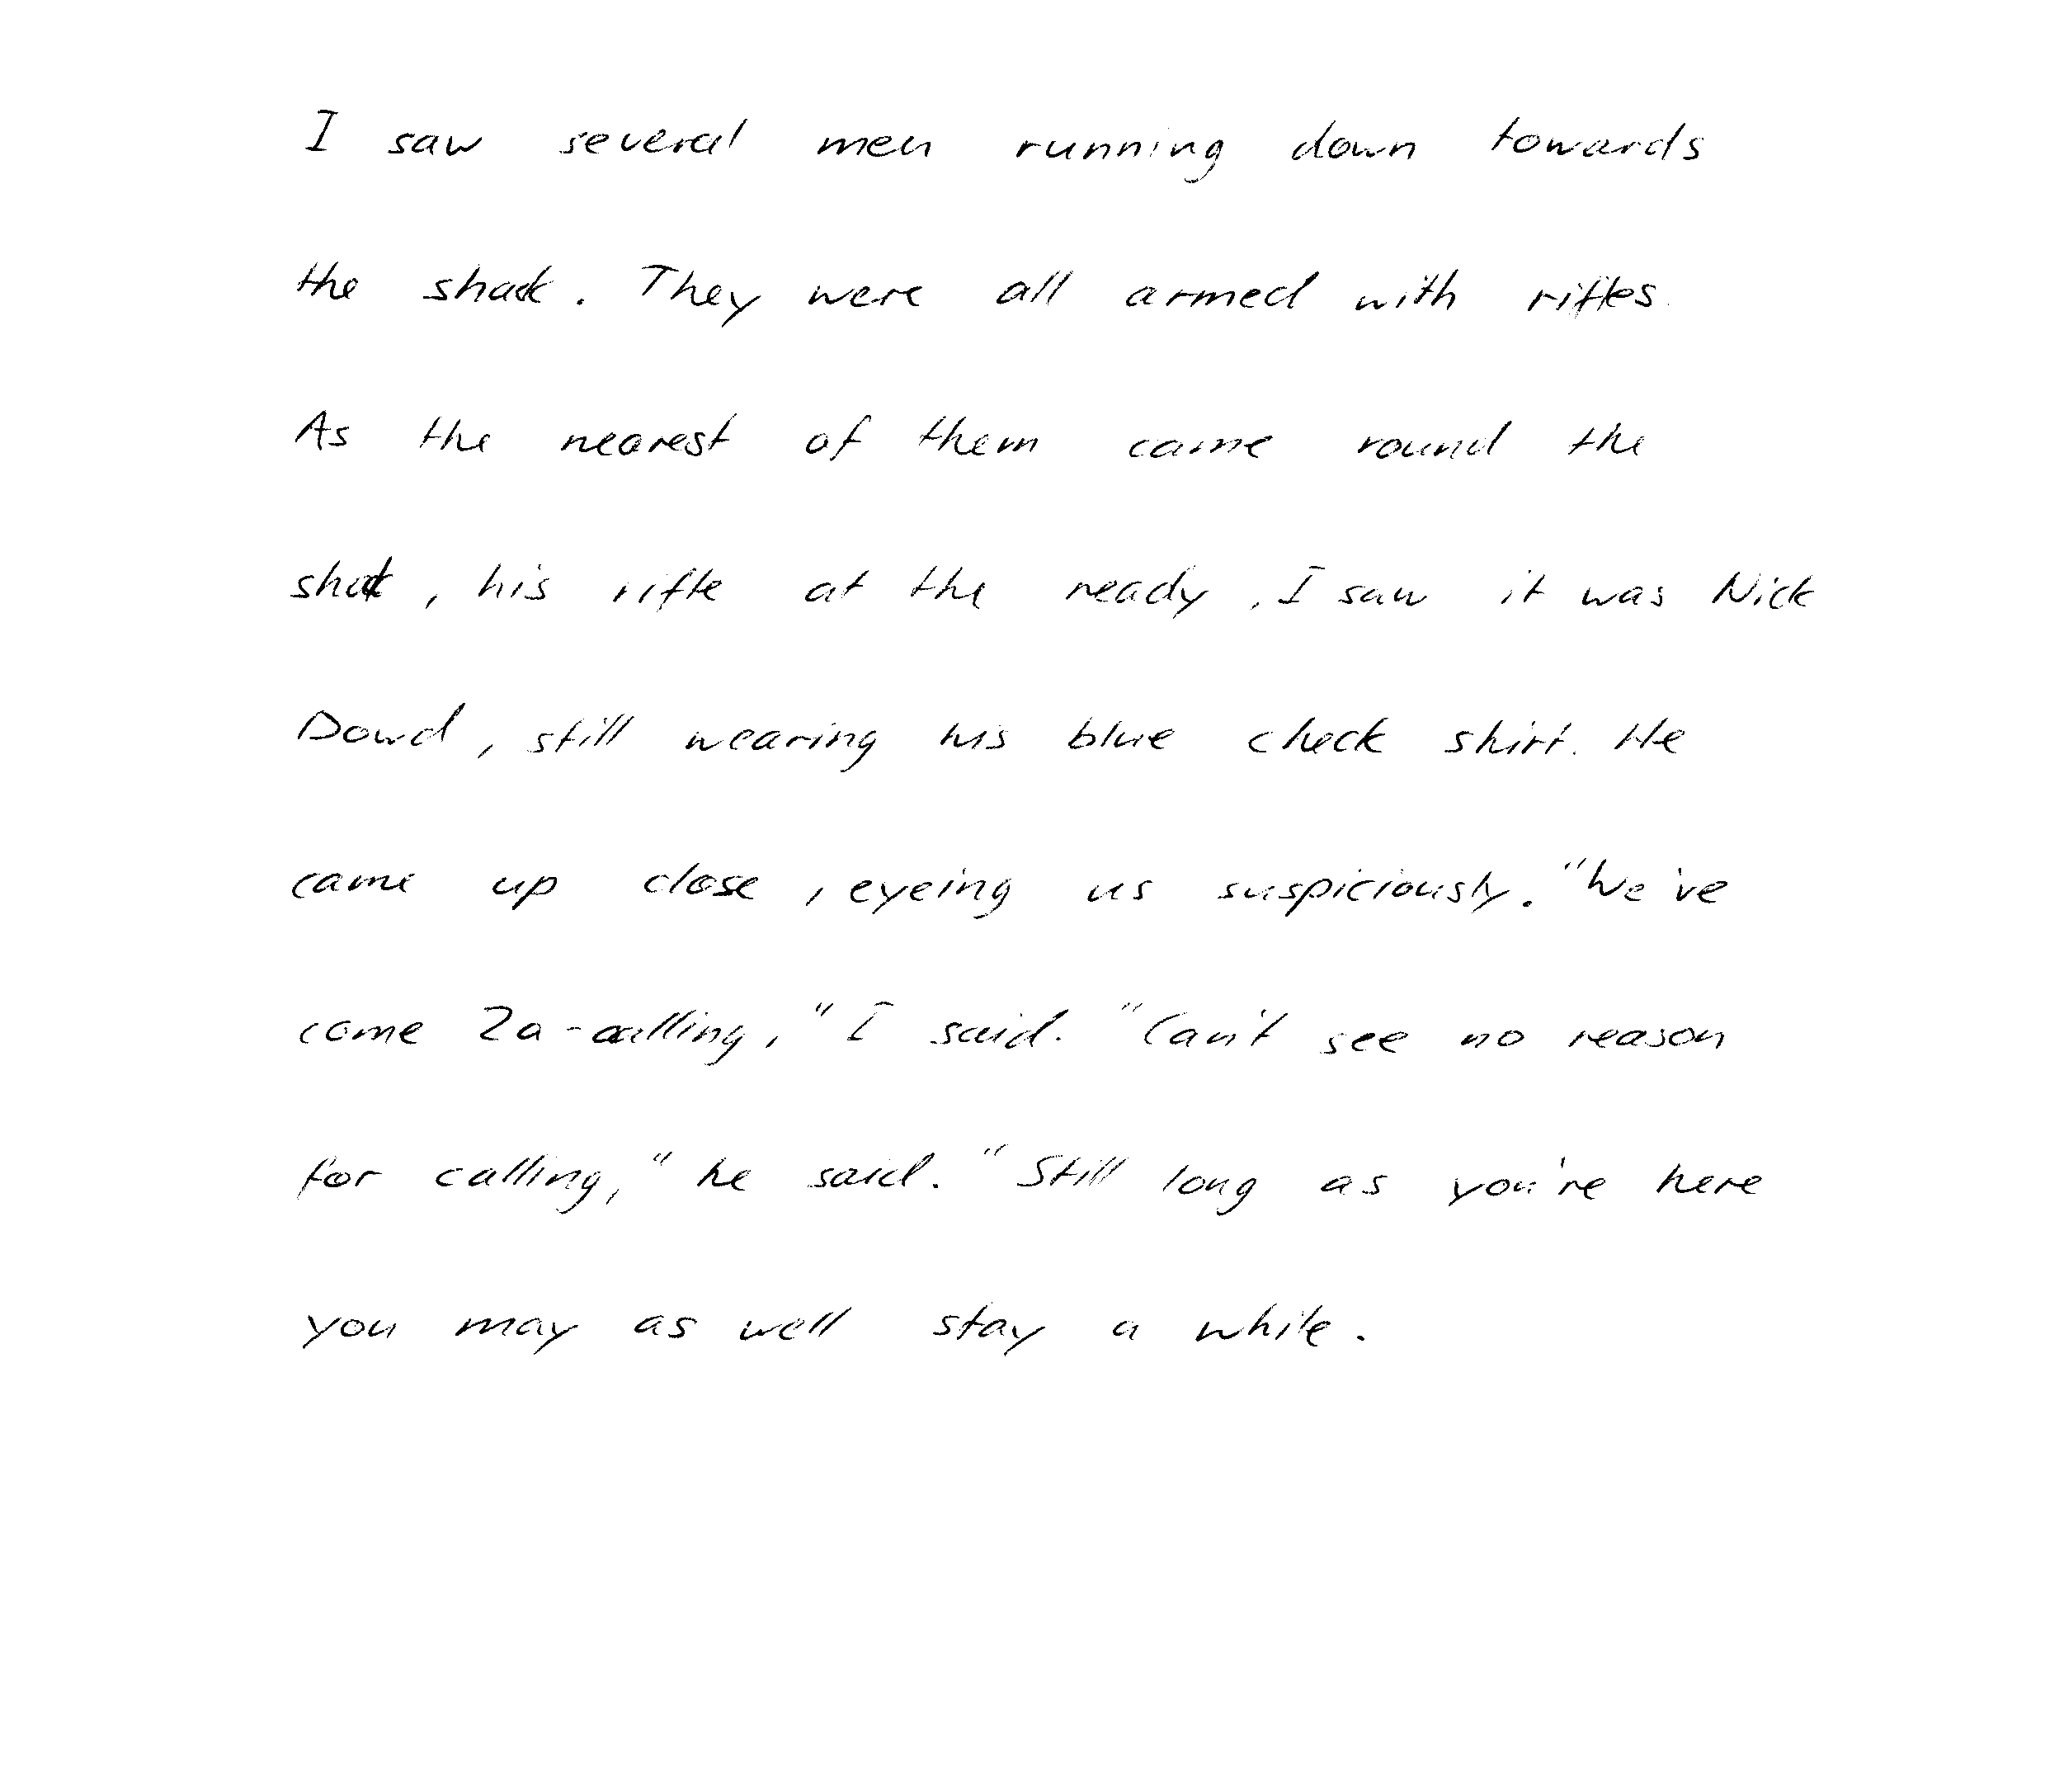 I saw several men running down towards
the shack. They were all armed with rifles.
As the nearest of them came round the
shack, his rifle at the ready, I saw it was Nick
Dowd, still wearing his blue check shirt. He
came up close, eyeing us suspiciously. "We've
come 2a-calling," I said. "Can't see no reason
for calling," he said. "Still long as you're here
you may as well stay a while.